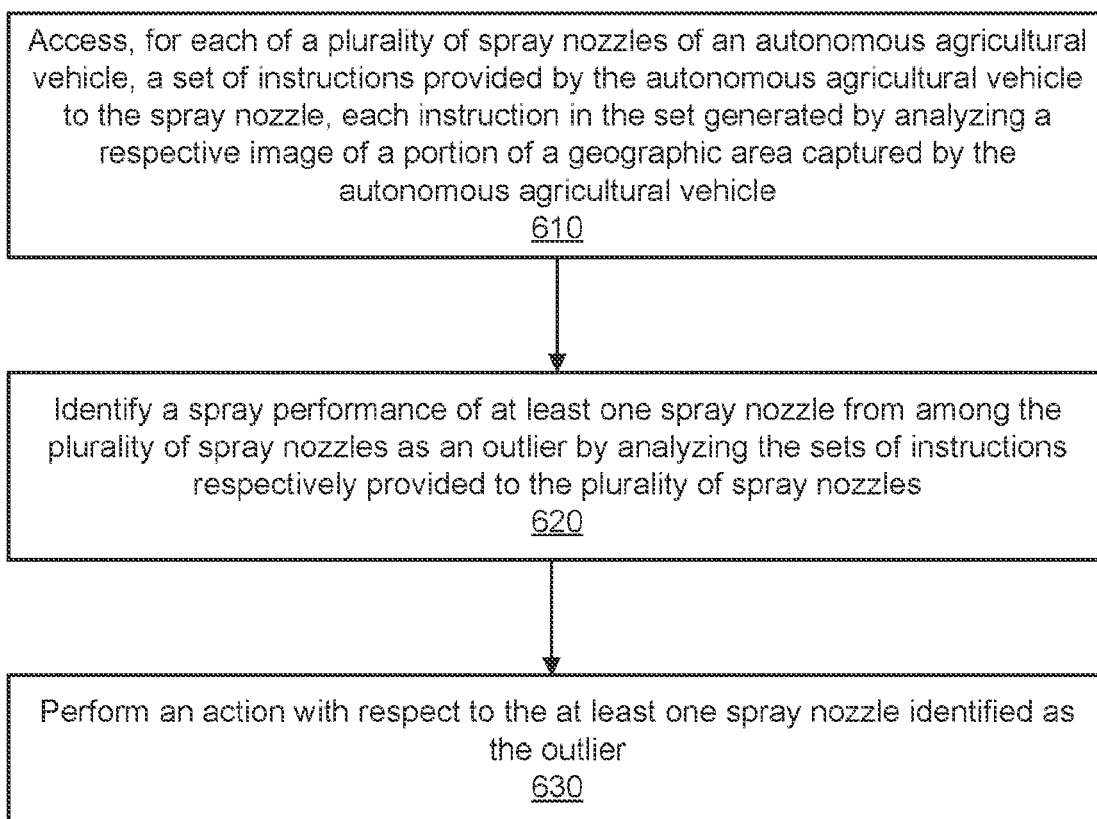 Access, for each of a plurality of spray nozzles of an autonomous agricultural
vehicle, a set of instructions provided by the autonomous agricultural vehicle
to the spray nozzle, each instruction in the set generated by analyzing a
respective image of a portion of a geographic area captured by the
autonomous agricultural vehicle
610
Identify a spray performance of at least one spray nozzle from among the
plurality of spray nozzles as an outlier by analyzing the sets of instructions
respectively provided to the plurality of spray nozzles
620
Perform an action with respect to the at least one spray nozzle identified as
the outlier
630